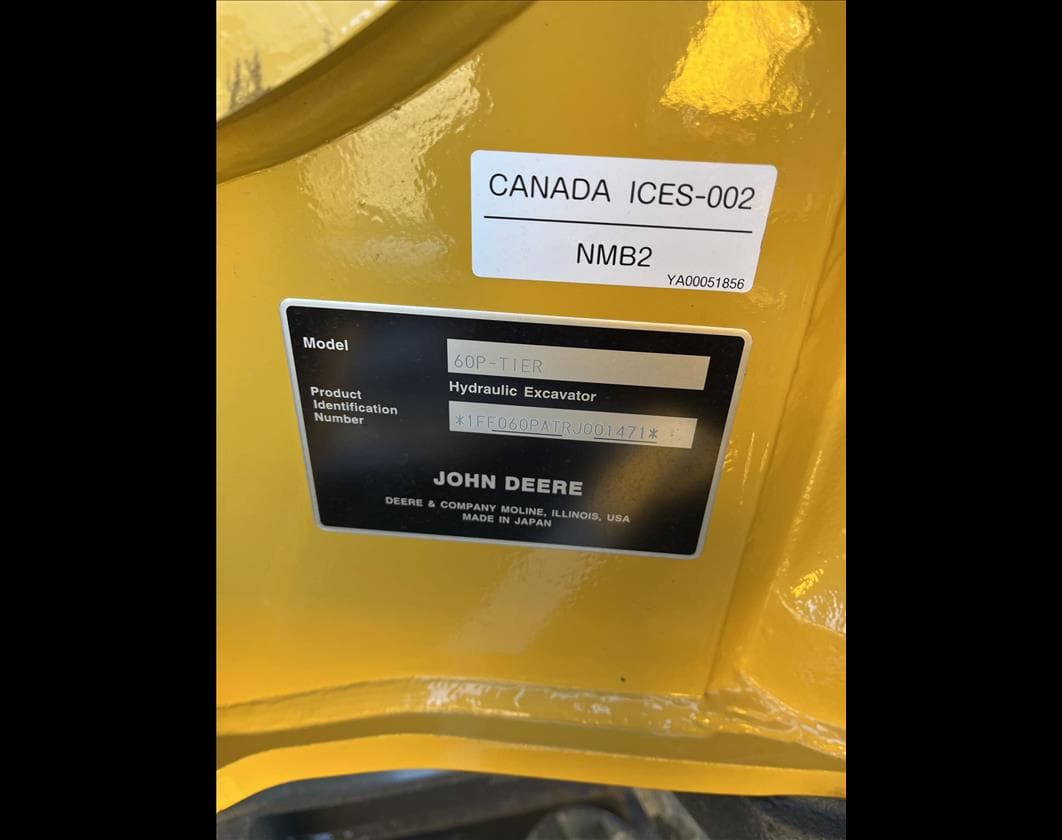 CANADA ICES-002
NMB2
YA00051856
Model
60P-TIER
Hydraulic Excavator
Product
Identification
Number
*1FF060PATRJ001471*
JOHN DEERE
DEERE & COMPANY MOLINE, ILLINOIS, USA
MADE IN JAPAN